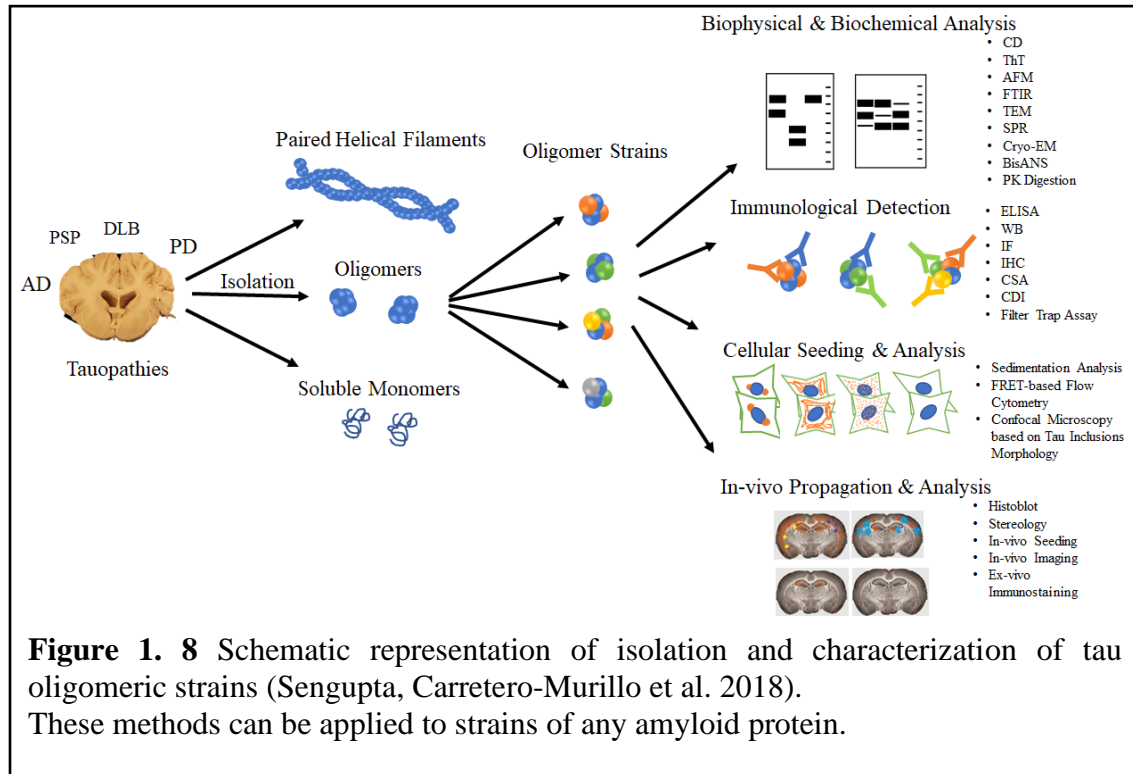 Biophysical & Biochemical Analysis
• CD
• ThT
• AFM
• FTIR
• TEM
• SPR
• Cryo-EM
• BisANS
• PK Digestion
Paired Helical Filaments
Oligomer Strains
Immunological Detection
• ELISA
• WB
• IF
• IHC
• CSA
• CDI
• Filter Trap Assay
PSP
DLB
PD
AD
Isolation
Oligomers
Tauopathies
Soluble Monomers
Cellular Seeding & Analysis
• Sedimentation Analysis
• FRET-based Flow
Cytometry
• Confocal Microscopy
based on Tau Inclusions
Morphology
In-vivo Propagation & Analysis
• Histoblot
• Stereology
• In-vivo Seeding
• In-vivo Imaging
• Ex-vivo
Immunostaining
Figure 1. 8 Schematic representation of isolation and characterization of tau
oligomeric strains (Sengupta, Carretero-Murillo et al. 2018).
These methods can be applied to strains of any amyloid protein.